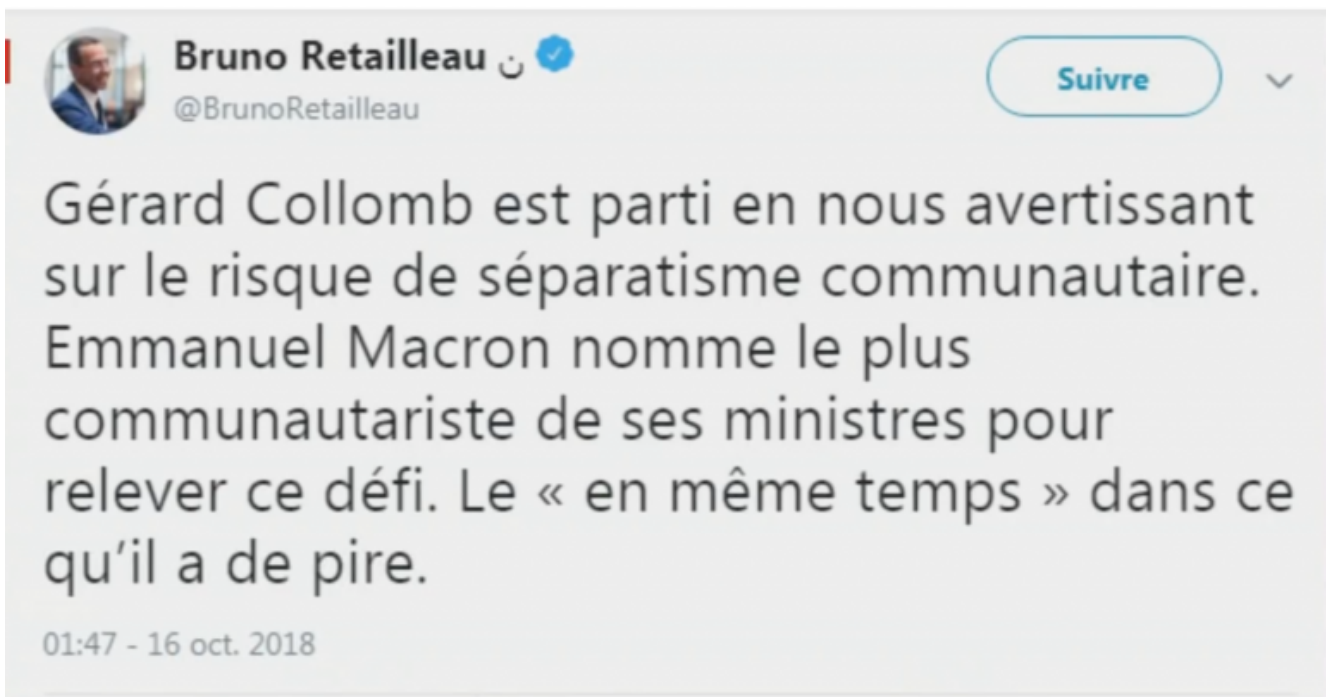 Bruno Retailleau ن
@BrunoRetailleau
Suivre
Gérard Collomb est parti en nous avertissant
sur le risque de séparatisme communautaire.
Emmanuel Macron nomme le plus
communautariste de ses ministres pour
relever ce défi. Le « en même temps » dans ce
qu'il a de pire.
01:47 - 16 oct. 2018